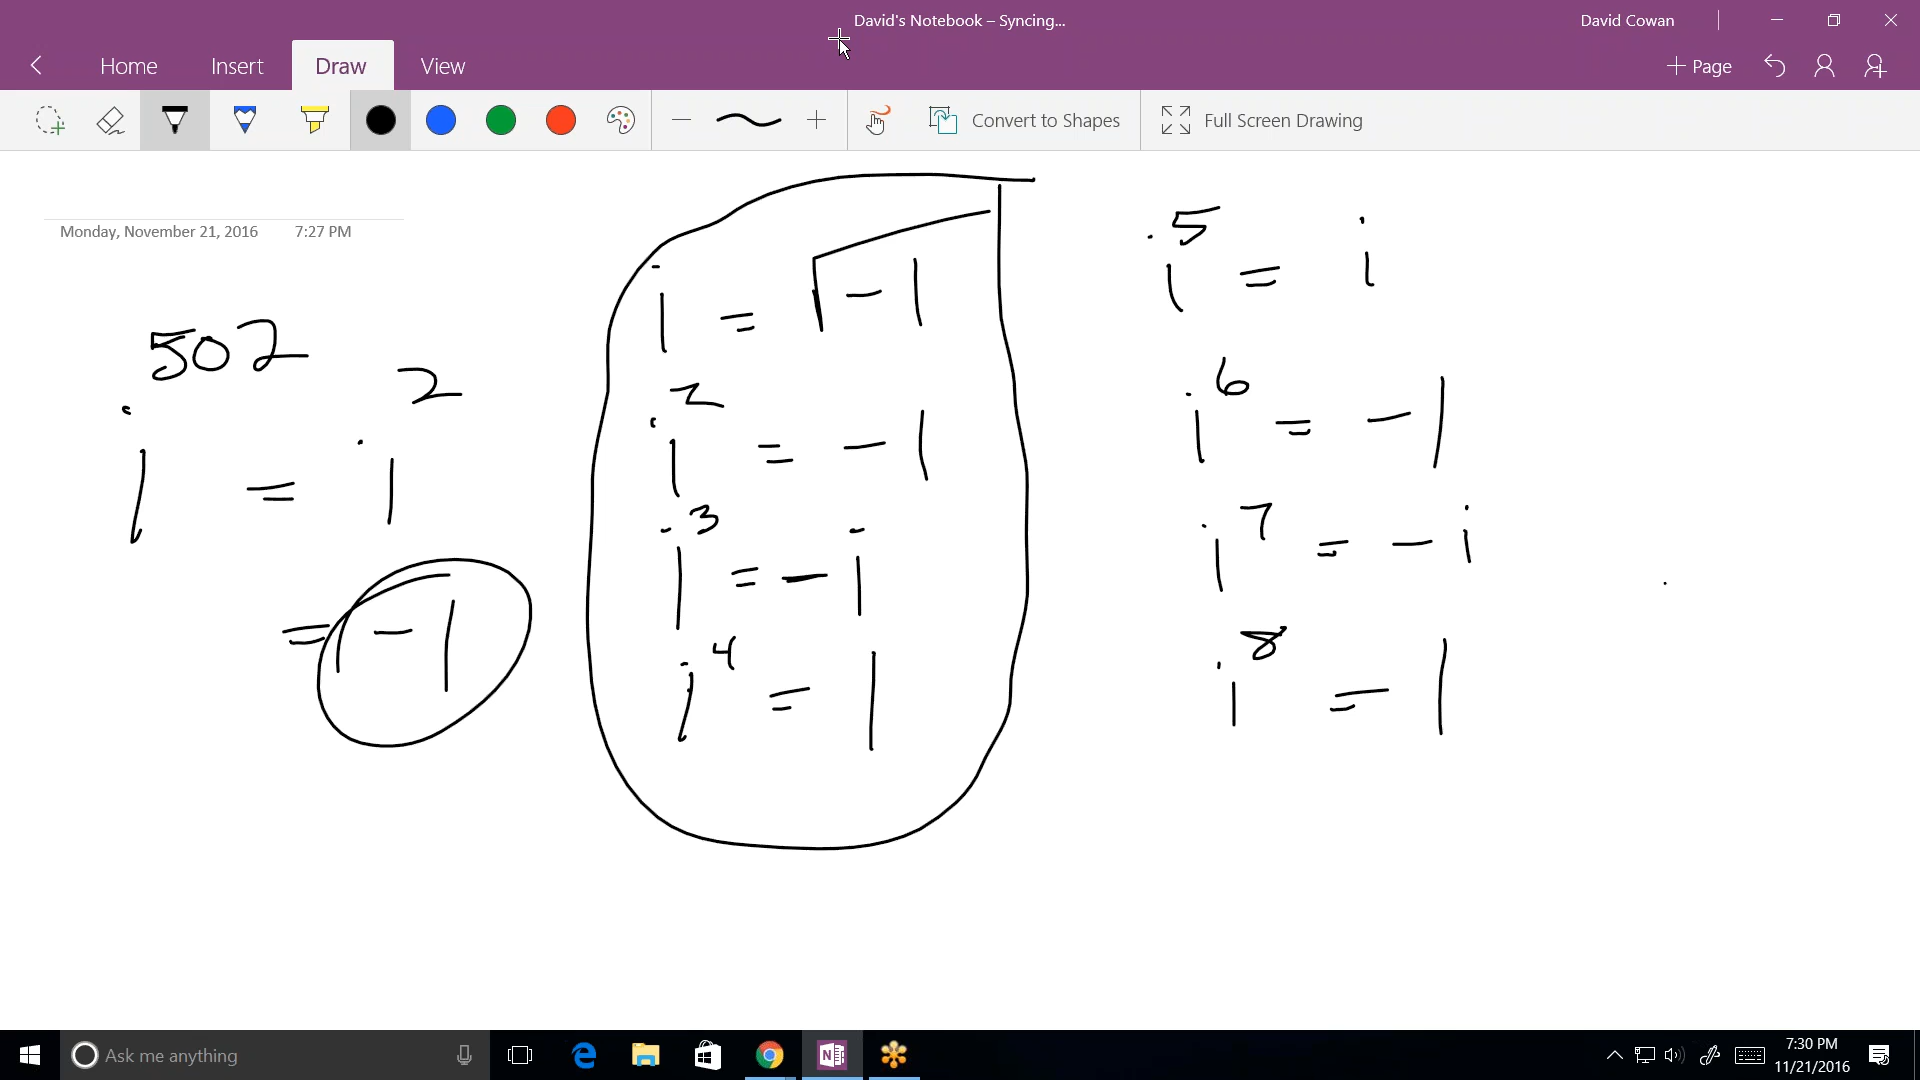 David's Notebook – Syncing...
David Cowan
Home Insert Draw View
Page
Convert to Shapes
Full Screen Drawing
Monday, November 21, 2016 7:27 PM
i^502 = i^2
= -1
i = √-1
i^2 = -1
i^3 = -i
i^4 = 1
i^5 = i
i^6 = -1
i^7 = -i
i^8 = 1
Ask me anything
7:30 PM
11/21/2016